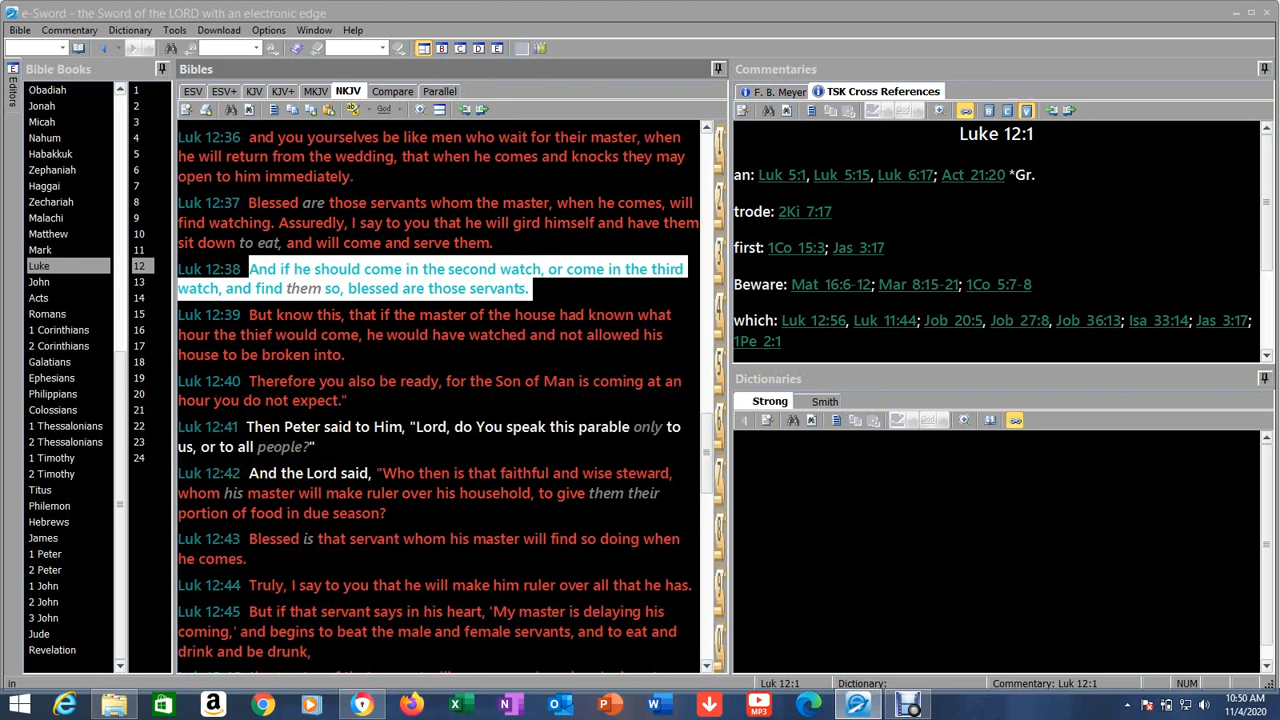 e-Sword - the Sword of the LORD with an electronic edge
Bible Commentary Dictionary Tools Download Options Window Help
B C D E
Editors
Bible Books
Obadiah
Jonah
Micah
Nahum
Habakkuk
Zephaniah
Haggai
Zechariah
Malachi
Matthew
Mark
Luke
John
Acts
Romans
1 Corinthians
2 Corinthians
Galatians
Ephesians
Philippians
Colossians
1 Thessalonians
2 Thessalonians
1 Timothy
2 Timothy
Titus
Philemon
Hebrews
James
1 Peter
2 Peter
1 John
2 John
3 John
Jude
Revelation
1
2
3
4
5
6
7
8
9
10
11
12
13
14
15
16
17
18
19
20
21
22
23
24
Bibles
ESV ESV+ KJV KJV+ MKJV NKJV Compare Parallel
God
Luk 12:36 and you yourselves be like men who wait for their master, when
he will return from the wedding, that when he comes and knocks they may
open to him immediately.
Luk 12:37 Blessed are those servants whom the master, when he comes, will
find watching. Assuredly, I say to you that he will gird himself and have them
sit down to eat, and will come and serve them.
Luk 12:38 And if he should come in the second watch, or come in the third
watch, and find them so, blessed are those servants.
Luk 12:39 But know this, that if the master of the house had known what
hour the thief would come, he would have watched and not allowed his
house to be broken into.
Luk 12:40 Therefore you also be ready, for the Son of Man is coming at an
hour you do not expect."
Luk 12:41 Then Peter said to Him, "Lord, do You speak this parable only to
us, or to all people?"
Luk 12:42 And the Lord said, "Who then is that faithful and wise steward,
whom his master will make ruler over his household, to give them their
portion of food in due season?
Luk 12:43 Blessed is that servant whom his master will find so doing when
he comes.
Luk 12:44 Truly, I say to you that he will make him ruler over all that he has.
Luk 12:45 But if that servant says in his heart, 'My master is delaying his
coming,' and begins to beat the male and female servants, and to eat and
drink and be drunk,
Commentaries
F. B. Meyer TSK Cross References
God B C V
Luke 12:1
an: Luk 5:1, Luk 5:15, Luk 6:17; Act 21:20 *Gr.
trode: 2Ki 7:17
first: 1Co 15:3; Jas 3:17
Beware: Mat 16:6-12; Mar 8:15-21; 1Co 5:7-8
which: Luk 12:56, Luk 11:44; Job 20:5, Job 27:8, Job 36:13; Isa 33:14; Jas 3:17;
1Pe 2:1
Dictionaries
Strong Smith
God
in
Luk 12:1 Dictionary: Commentary: Luk 12:1 NUM
MP3
10:50 AM
11/4/2020